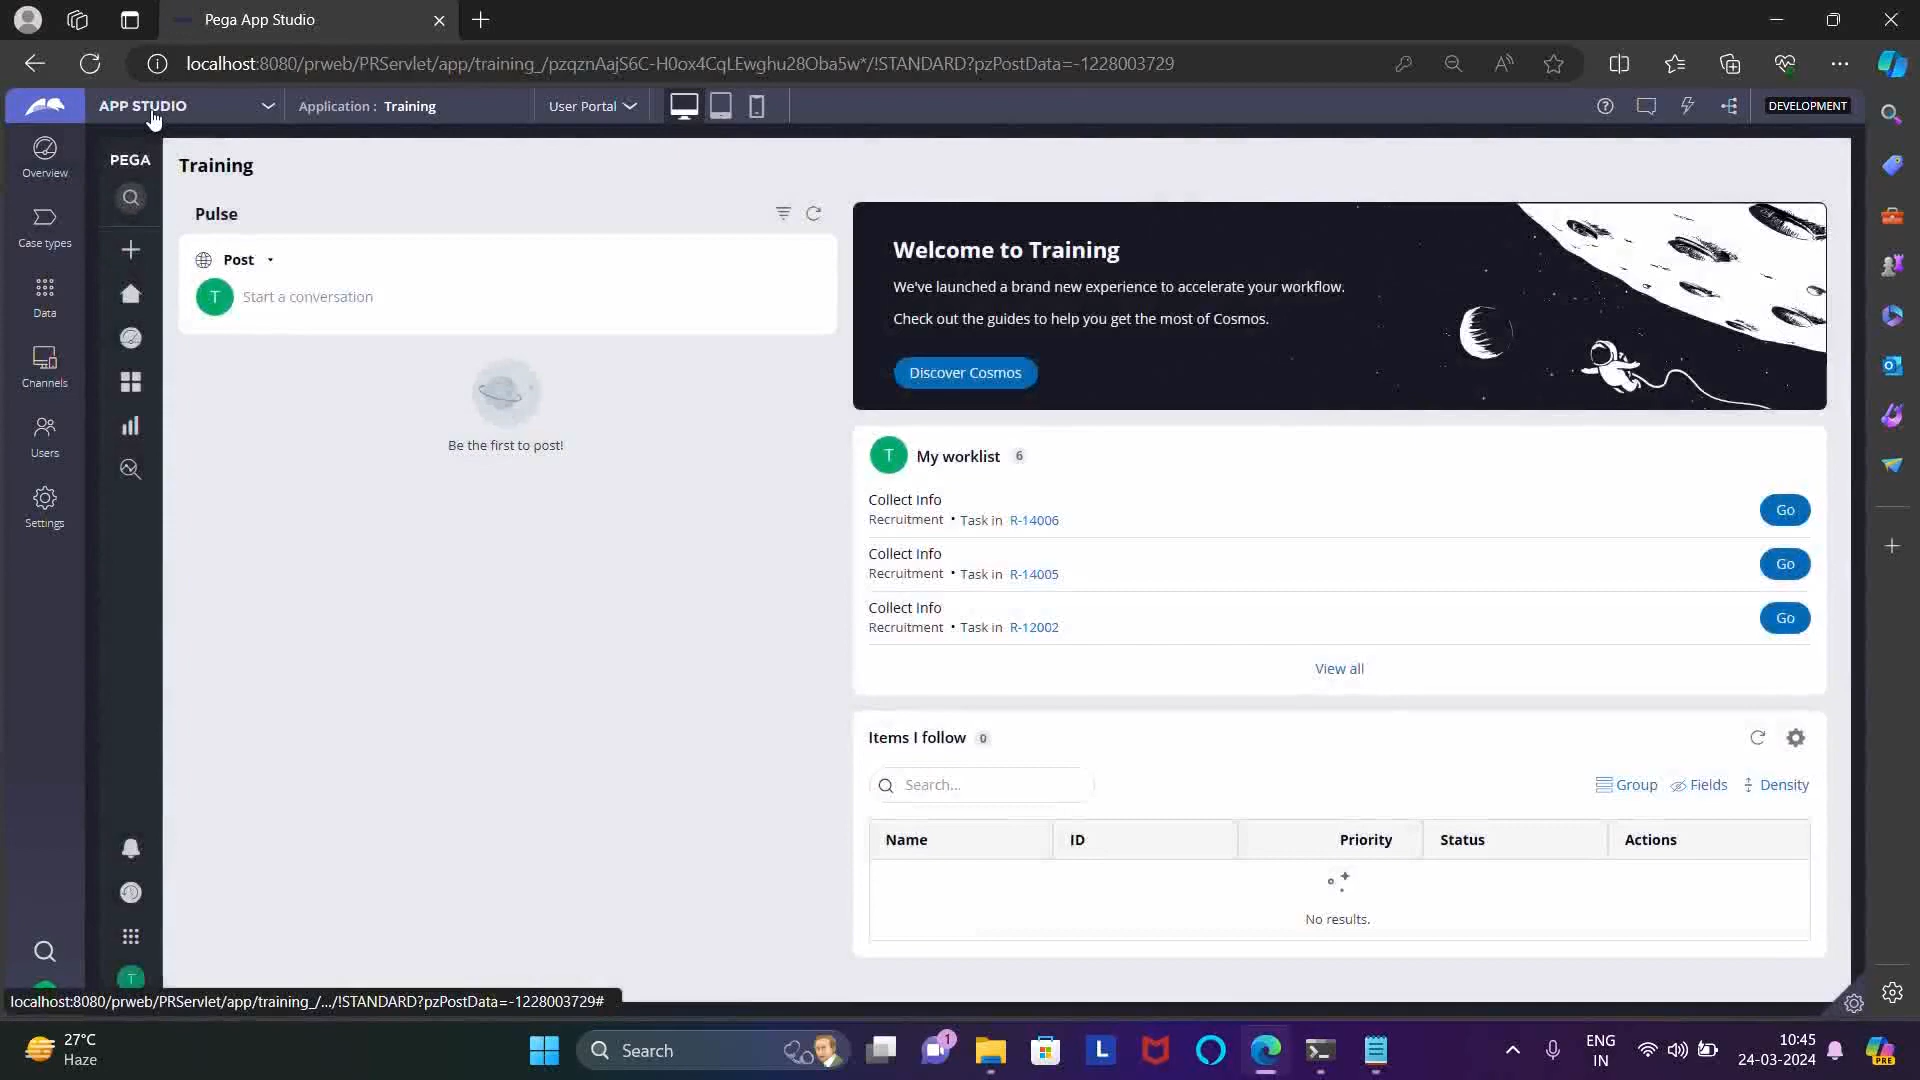 Pega App Studio
localhost:8080/prweb/PRServlet/app/training_/pzqznAajS6C-H0ox4CqLEwghu28Oba5w*/!STANDARD?pzPostData=-1228003729
APP STUDIO
Application : Training
User Portal
DEVELOPMENT
Overview
Case types
Data
Channels
Users
Settings
PEGA
Training
Pulse
Post
T
Start a conversation
Be the first to post!
Welcome to Training
We've launched a brand new experience to accelerate your workflow.
Check out the guides to help you get the most of Cosmos.
Discover Cosmos
T
My worklist 6
Collect Info
Recruitment • Task in R-14006
Go
Collect Info
Recruitment • Task in R-14005
Go
Collect Info
Recruitment • Task in R-12002
Go
View all
Items I follow 0
Search...
Group Fields Density
Name ID Priority Status Actions
No results.
T
localhost:8080/prweb/PRServlet/app/training_/.../!STANDARD?pzPostData=-1228003729#
27°C
Haze
Search
1
L
ENG
IN
10:45
24-03-2024
PRE